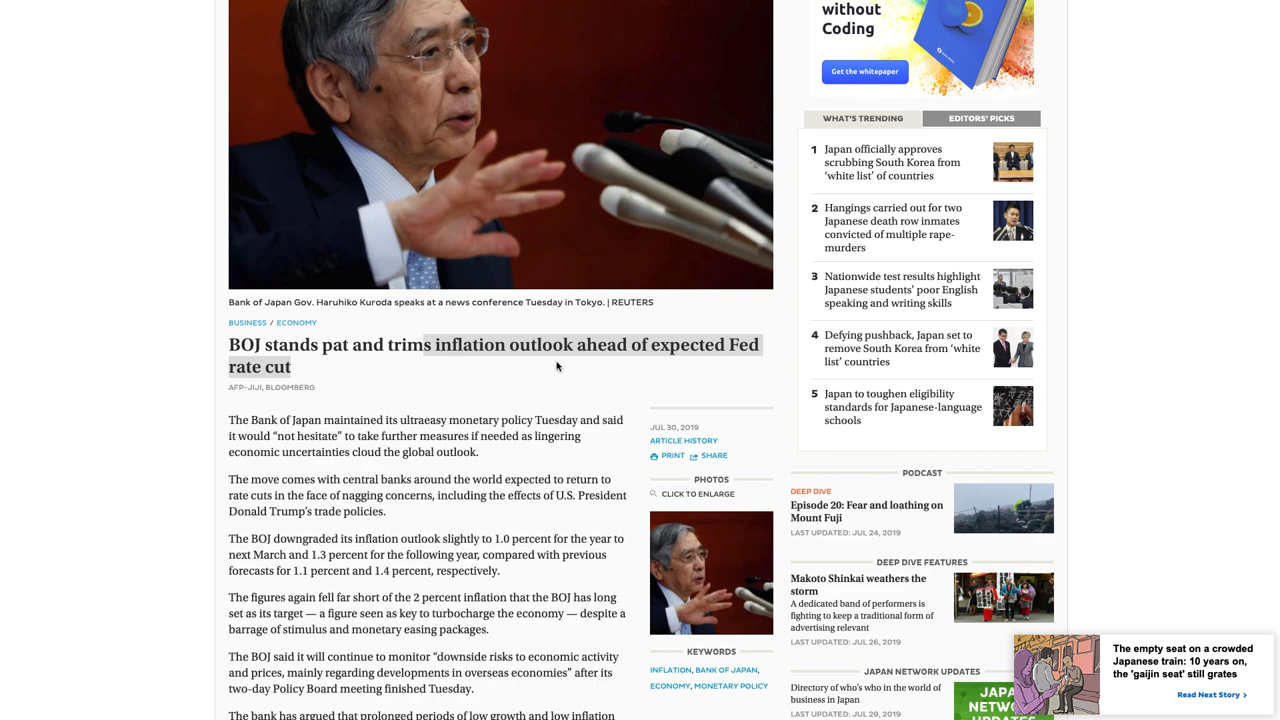 without
Coding
Get the whitepaper
Bank of Japan Gov. Haruhiko Kuroda speaks at a news conference Tuesday in Tokyo. | REUTERS
BUSINESS / ECONOMY
BOJ stands pat and trims inflation outlook ahead of expected Fed
rate cut
AFP-JIJI, BLOOMBERG
The Bank of Japan maintained its ultraeasy monetary policy Tuesday and said
it would “not hesitate” to take further measures if needed as lingering
economic uncertainties cloud the global outlook.
The move comes with central banks around the world expected to return to
rate cuts in the face of nagging concerns, including the effects of U.S. President
Donald Trump’s trade policies.
The BOJ downgraded its inflation outlook slightly to 1.0 percent for the year to
next March and 1.3 percent for the following year, compared with previous
forecasts for 1.1 percent and 1.4 percent, respectively.
The figures again fell far short of the 2 percent inflation that the BOJ has long
set as its target — a figure seen as key to turbocharge the economy — despite a
barrage of stimulus and monetary easing packages.
The BOJ said it will continue to monitor “downside risks to economic activity
and prices, mainly regarding developments in overseas economies” after its
two-day Policy Board meeting finished Tuesday.
The bank has argued that prolonged periods of low growth and low inflation
JUL 30, 2019
ARTICLE HISTORY
PRINT SHARE
PHOTOS
CLICK TO ENLARGE
KEYWORDS
INFLATION, BANK OF JAPAN,
ECONOMY, MONETARY POLICY
WHAT'S TRENDING EDITORS' PICKS
1 Japan officially approves
scrubbing South Korea from
‘white list’ of countries
2 Hangings carried out for two
Japanese death row inmates
convicted of multiple rape-
murders
3 Nationwide test results highlight
Japanese students’ poor English
speaking and writing skills
4 Defying pushback, Japan set to
remove South Korea from ‘white
list’ countries
5 Japan to toughen eligibility
standards for Japanese-language
schools
PODCAST
DEEP DIVE
Episode 20: Fear and loathing on
Mount Fuji
LAST UPDATED: JUL 24, 2019
DEEP DIVE FEATURES
Makoto Shinkai weathers the
storm
A dedicated band of performers is
fighting to keep a traditional form of
advertising relevant
LAST UPDATED: JUL 26, 2019
JAPAN NETWORK UPDATES
Directory of who’s who in the world of
business in Japan
LAST UPDATED: JUL 29, 2019
The empty seat on a crowded
Japanese train: 10 years on,
the 'gaijin seat' still grates
Read Next Story >